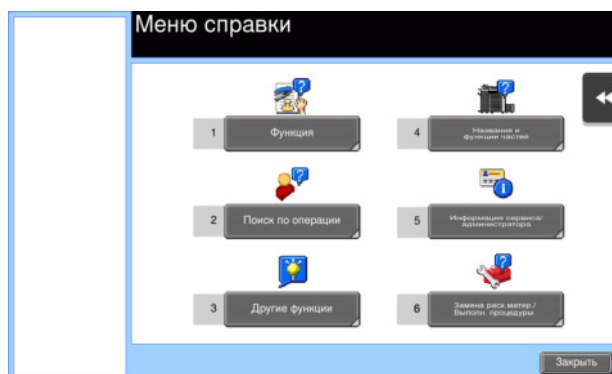 Меню справки
1 Функция
4 Названия и
функции частей
2 Поиск по операции
5 Информация сервиса/
администратора
3 Другие функции
6 Замена расх.матер./
Выполн. процедуры
Закрыть